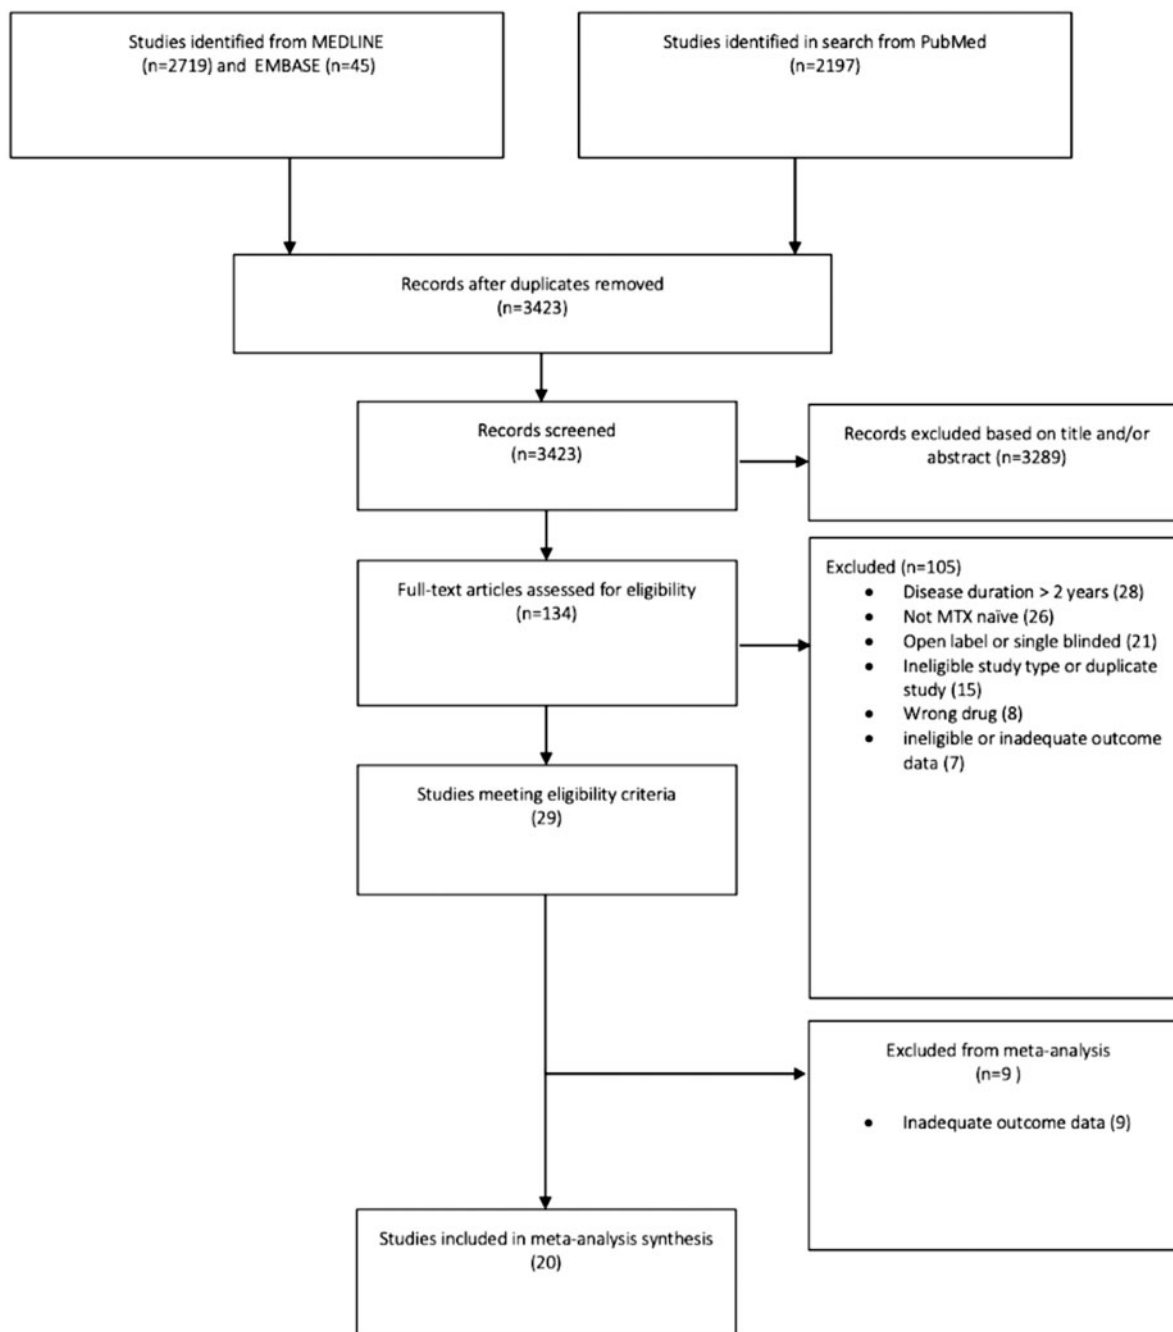 Studies identified from MEDLINE
(n=2719) and EMBASE (n=45)
Studies identified in search from PubMed
(n=2197)
Records after duplicates removed
(n=3423)
Records screened
(n=3423)
Records excluded based on title and/or
abstract (n=3289)
Full-text articles assessed for eligibility
(n=134)
Excluded (n=105)
• Disease duration > 2 years (28)
• Not MTX naïve (26)
• Open label or single blinded (21)
• Ineligible study type or duplicate
study (15)
• Wrong drug (8)
• ineligible or inadequate outcome
data (7)
Studies meeting eligibility criteria
(29)
Excluded from meta-analysis
(n=9 )
• Inadequate outcome data (9)
Studies included in meta-analysis synthesis
(20)